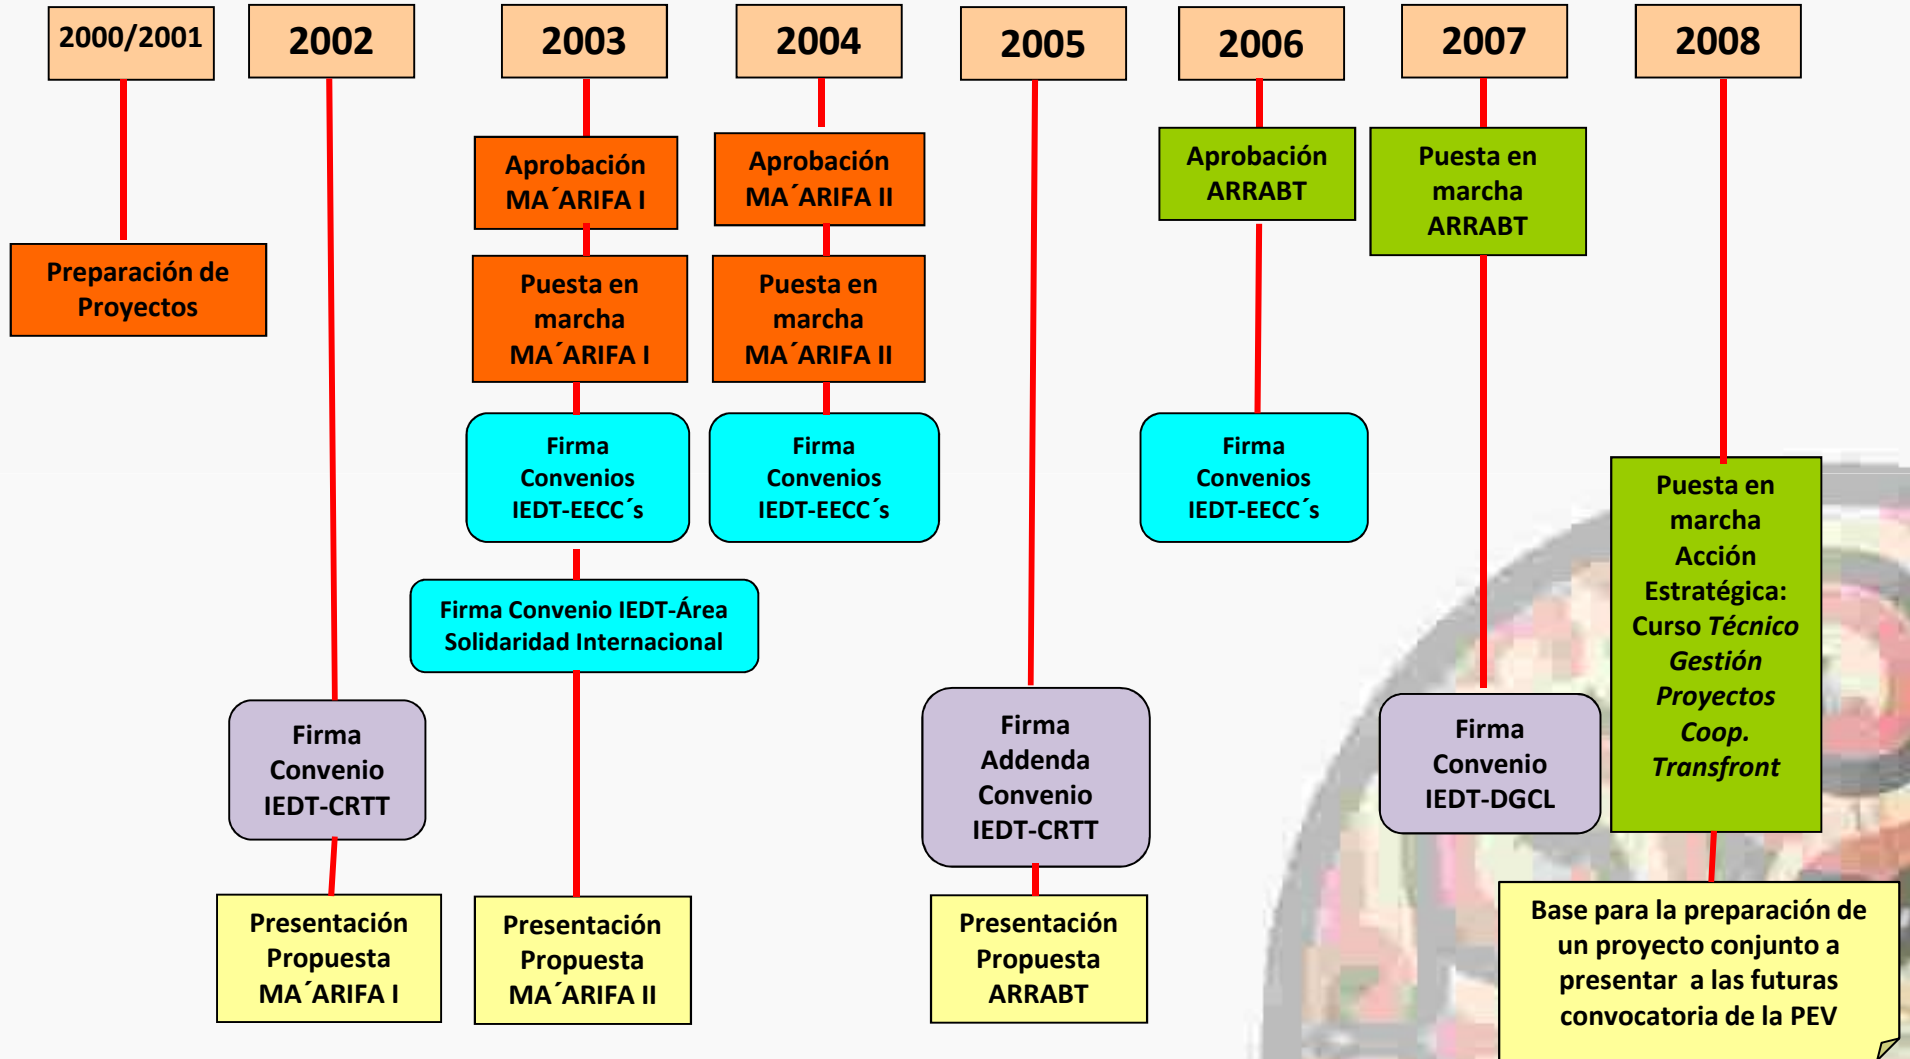 2000/2001
2002
2003
2004
2005
2006
2007
2008
Preparación de
Proyectos
Firma
Convenio
IEDT-CRTT
Presentación
Propuesta
MA´ARIFA I
Aprobación
MA´ARIFA I
Puesta en
marcha
MA´ARIFA I
Firma
Convenios
IEDT-EECC´s
Firma Convenio IEDT-Área
Solidaridad Internacional
Presentación
Propuesta
MA´ARIFA II
Aprobación
MA´ARIFA II
Puesta en
marcha
MA´ARIFA II
Firma
Convenios
IEDT-EECC´s
Firma
Addenda
Convenio
IEDT-CRTT
Presentación
Propuesta
ARRABT
Aprobación
ARRABT
Firma
Convenios
IEDT-EECC´s
Puesta en
marcha
ARRABT
Firma
Convenio
IEDT-DGCL
Puesta en
marcha
Acción
Estratégica:
Curso Técnico
Gestión
Proyectos
Coop.
Transfront
Base para la preparación de
un proyecto conjunto a
presentar a las futuras
convocatoria de la PEV